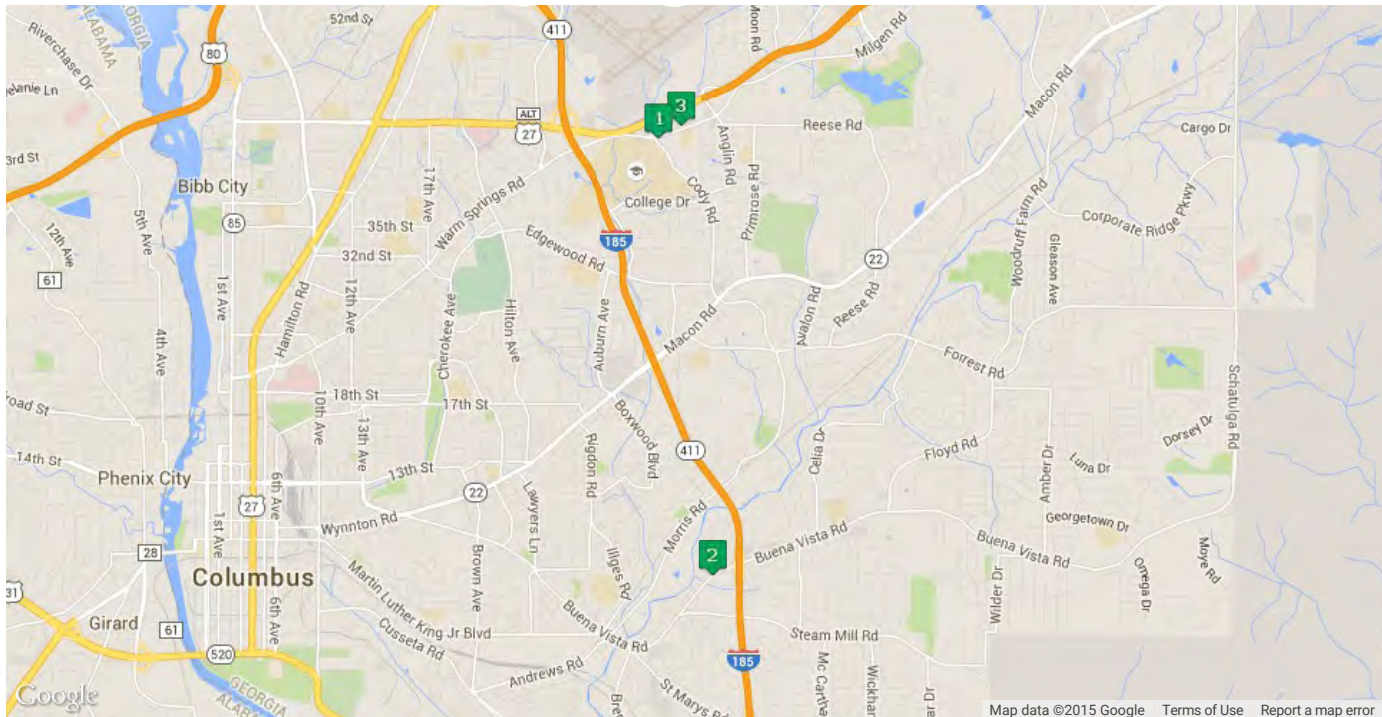 52nd St
Moon Rd
Riverchase Dr
GEORGIA
ALABAMA
411
80
Milgen Rd
Macon Rd
ALT
27
1
3
Reese Rd
Anglin Rd
Cargo Dr
3rd St
Bibb City
17th Ave
Warm Springs Rd
College Dr
Cody Rd
Primrose Rd
Woodruff Farm Rd
Corporate Ridge Pkwy
Gleason Ave
5th Ave
12th Ave
85
35th St
32nd St
Edgewood Rd
185
22
61
1st Ave
12th Ave
Hamilton Rd
Cherokee Ave
Hilton Ave
Auburn Ave
Macon Rd
Avalon Rd
Reese Rd
Forrest Rd
4th Ave
10th Ave
18th St
17th St
13th Ave
Boxwood Blvd
Rigdon Rd
Schatulga Rd
Dorsey Dr
14th St
Phenix City
13th St
22
411
Celia Dr
Floyd Rd
Amber Dr
Luna Dr
27
6th Ave
1st Ave
Wynnton Rd
Lawyers Ln
Morris Rd
Georgetown Dr
28
2
Buena Vista Rd
Buena Vista Rd
Moye Rd
Omega Dr
Columbus
Brown Ave
Illges Rd
Martin Luther King Jr Blvd
Buena Vista Rd
Wilder Dr
31
Girard
61
6th Ave
520
Cusseta Rd
Andrews Rd
Steam Mill Rd
185
St Marys Rd
GEORGIA
Google
Map data ©2015 Google Terms of Use Report a map error